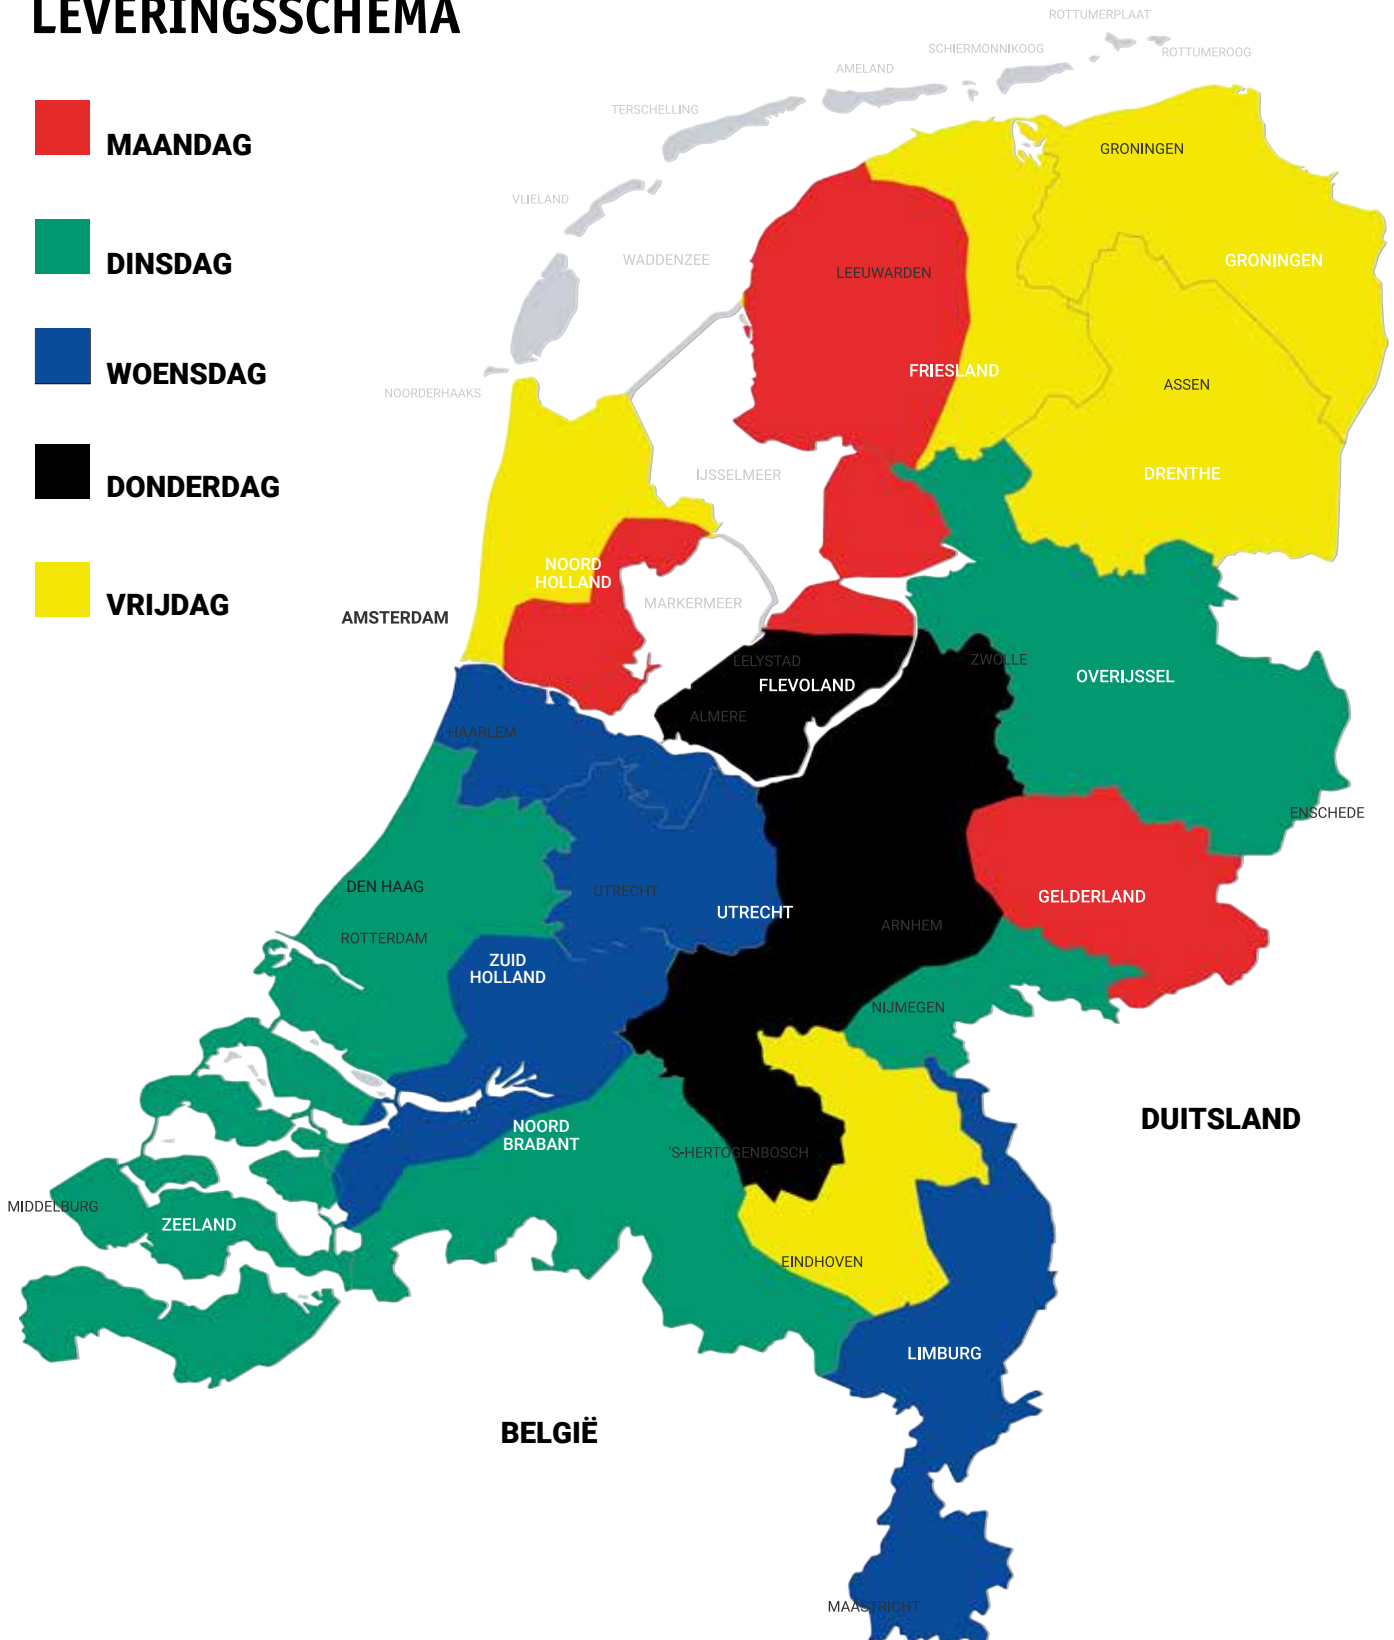 LEVERINGSSCHEMA
MAANDAG
DINSDAG
WOENSDAG
DONDERDAG
VRIJDAG
ROTTUMERPLAAT
SCHIERMONNIKOOG
ROTTUMEROOG
AMELAND
TERSCHELLING
VLIELAND
WADDENZEE
NOORDERHAAKS
GRONINGEN
GRONINGEN
LEEUWARDEN
FRIESLAND
ASSEN
DRENTHE
IJSSELMEER
NOORD
HOLLAND
MARKERMEER
AMSTERDAM
LELYSTAD
FLEVOLAND
ALMERE
ZWOLLE
OVERIJSSEL
HAARLEM
ENSCHEDE
DEN HAAG
UTRECHT
UTRECHT
GELDERLAND
ROTTERDAM
ARNHEM
ZUID
HOLLAND
NIJMEGEN
DUITSLAND
NOORD
BRABANT
'S-HERTOGENBOSCH
MIDDELBURG
ZEELAND
EINDHOVEN
LIMBURG
BELGIË
MAASTRICHT